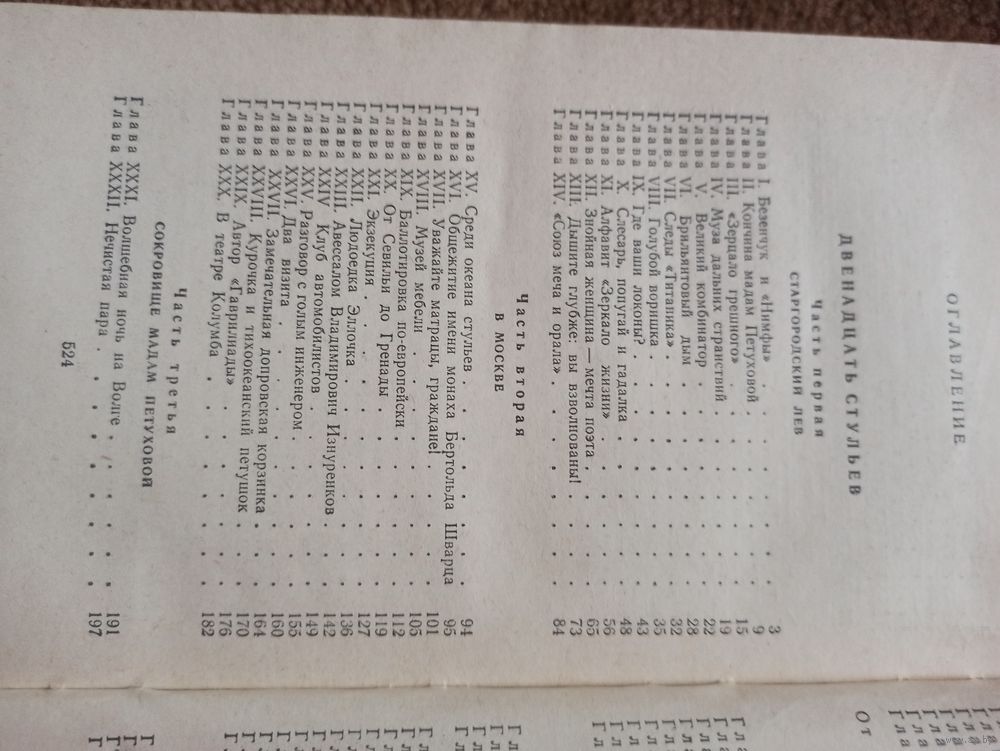 ОГЛАВЛЕНИЕ
ДВЕНАДЦАТЬ СТУЛЬЕВ
Часть первая
СТАРГОРОДСКИЙ ЛЕВ
Глава I. Безенчук и «Нимфы» . . . . . . 3
Глава II. Кончина мадам Петуховой . . . . . 9
Глава III. «Зерцало грешного» . . . . . . 15
Глава IV. Муза дальних странствий . . . . . 19
Глава V. Великий комбинатор . . . . . . 22
Глава VI. Брильянтовый дым . . . . . . 28
Глава VII. Следы «Титаника» . . . . . . 32
Глава VIII. Голубой воришка . . . . . . 35
Глава IX. Где ваши локоны? . . . . . . 43
Глава X. Слесарь, попугай и гадалка . . . . . 48
Глава XI. Алфавит «Зеркало жизни» . . . . . 56
Глава XII. Знойная женщина — мечта поэта . . . . 65
Глава XIII. Дышите глубже: вы взволнованы! . . . . 73
Глава XIV. «Союз меча и орала» . . . . . . 84
Часть вторая
В МОСКВЕ
Глава XV. Среди океана стульев . . . . . . 94
Глава XVI. Общежитие имени монаха Бертольда Шварца 95
Глава XVII. Уважайте матрацы, граждане! . . . . 101
Глава XVIII. Музей мебели . . . . . . 105
Глава XIX. Баллотировка по-европейски . . . . 112
Глава XX. От Севильи до Гренады . . . . . 119
Глава XXI. Экзекуция . . . . . . . 127
Глава XXII. Людоедка Эллочка . . . . . . 136
Глава XXIII. Авессалом Владимирович Изнуренков . . 142
Глава XXIV. Клуб автомобилистов . . . . . 149
Глава XXV. Разговор с голым инженером . . . . 155
Глава XXVI. Два визита . . . . . . . 160
Глава XXVII. Замечательная допровская корзинка . . 164
Глава XXVIII. Курочка и тихоокеанский петушок . . 170
Глава XXIX. Автор «Гаврилиады» . . . . . 176
Глава XXX. В театре Колумба . . . . . . 182
Часть третья
СОКРОВИЩЕ МАДАМ ПЕТУХОВОЙ
Глава XXXI. Волшебная ночь на Волге . . . . . 191
Глава XXXII. Нечистая пара . . . . . . 197
524